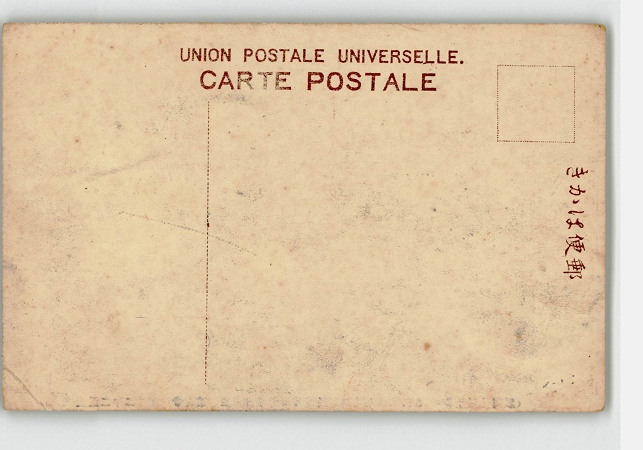 UNION POSTALE UNIVERSELLE.
CARTE POSTALE
きかは便郵